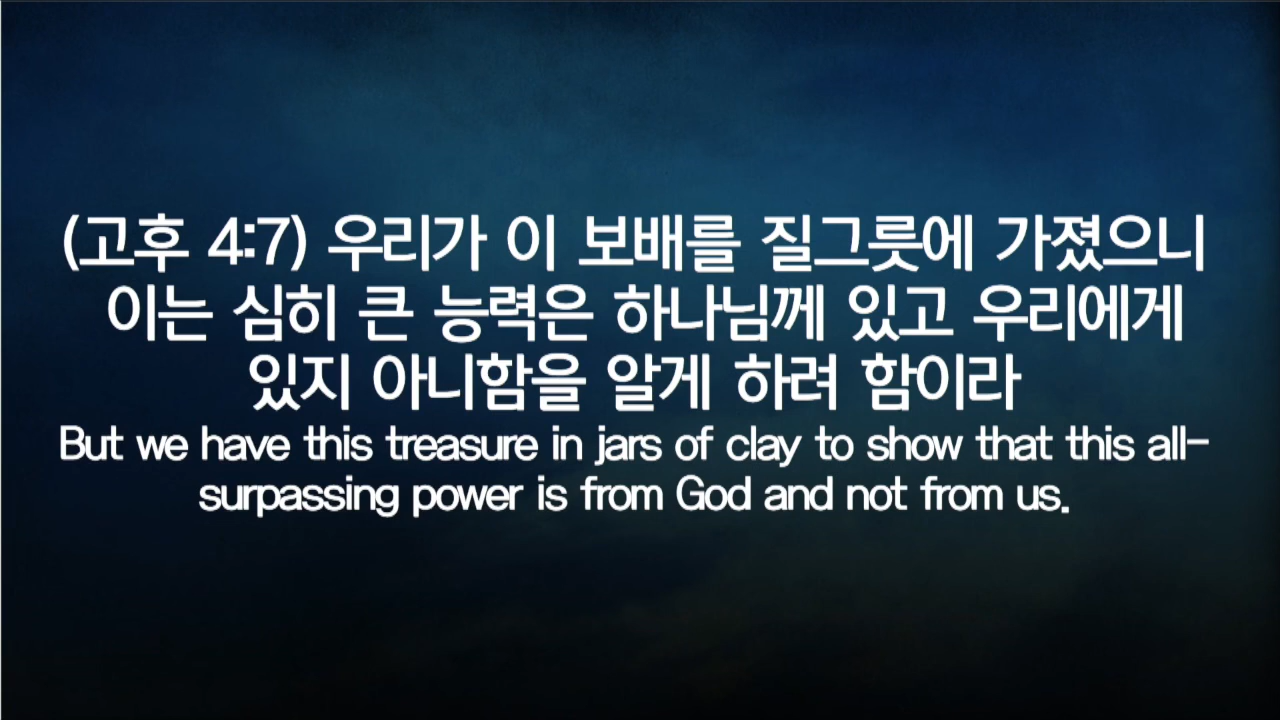 (고후 4:7) 우리가 이 보배를 질그릇에 가졌으니
이는 심히 큰 능력은 하나님께 있고 우리에게
있지 아니함을 알게 하려 함이라
But we have this treasure in jars of clay to show that this all-
surpassing power is from God and not from us.